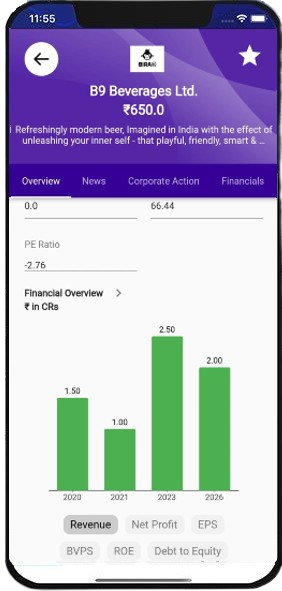 11:55
BIRA 91
B9 Beverages Ltd.
₹650.0
Refreshingly modern beer, Imagined in India with the effect of
unleashing your inner self - that playful, friendly, smart & ...
Overview News Corporate Action Financials
0.0 66.44
PE Ratio
-2.76
Financial Overview >
₹ in CRs
2.50
2.00
1.50
1.00
2020 2021 2023 2026
Revenue Net Profit EPS
BVPS ROE Debt to Equity